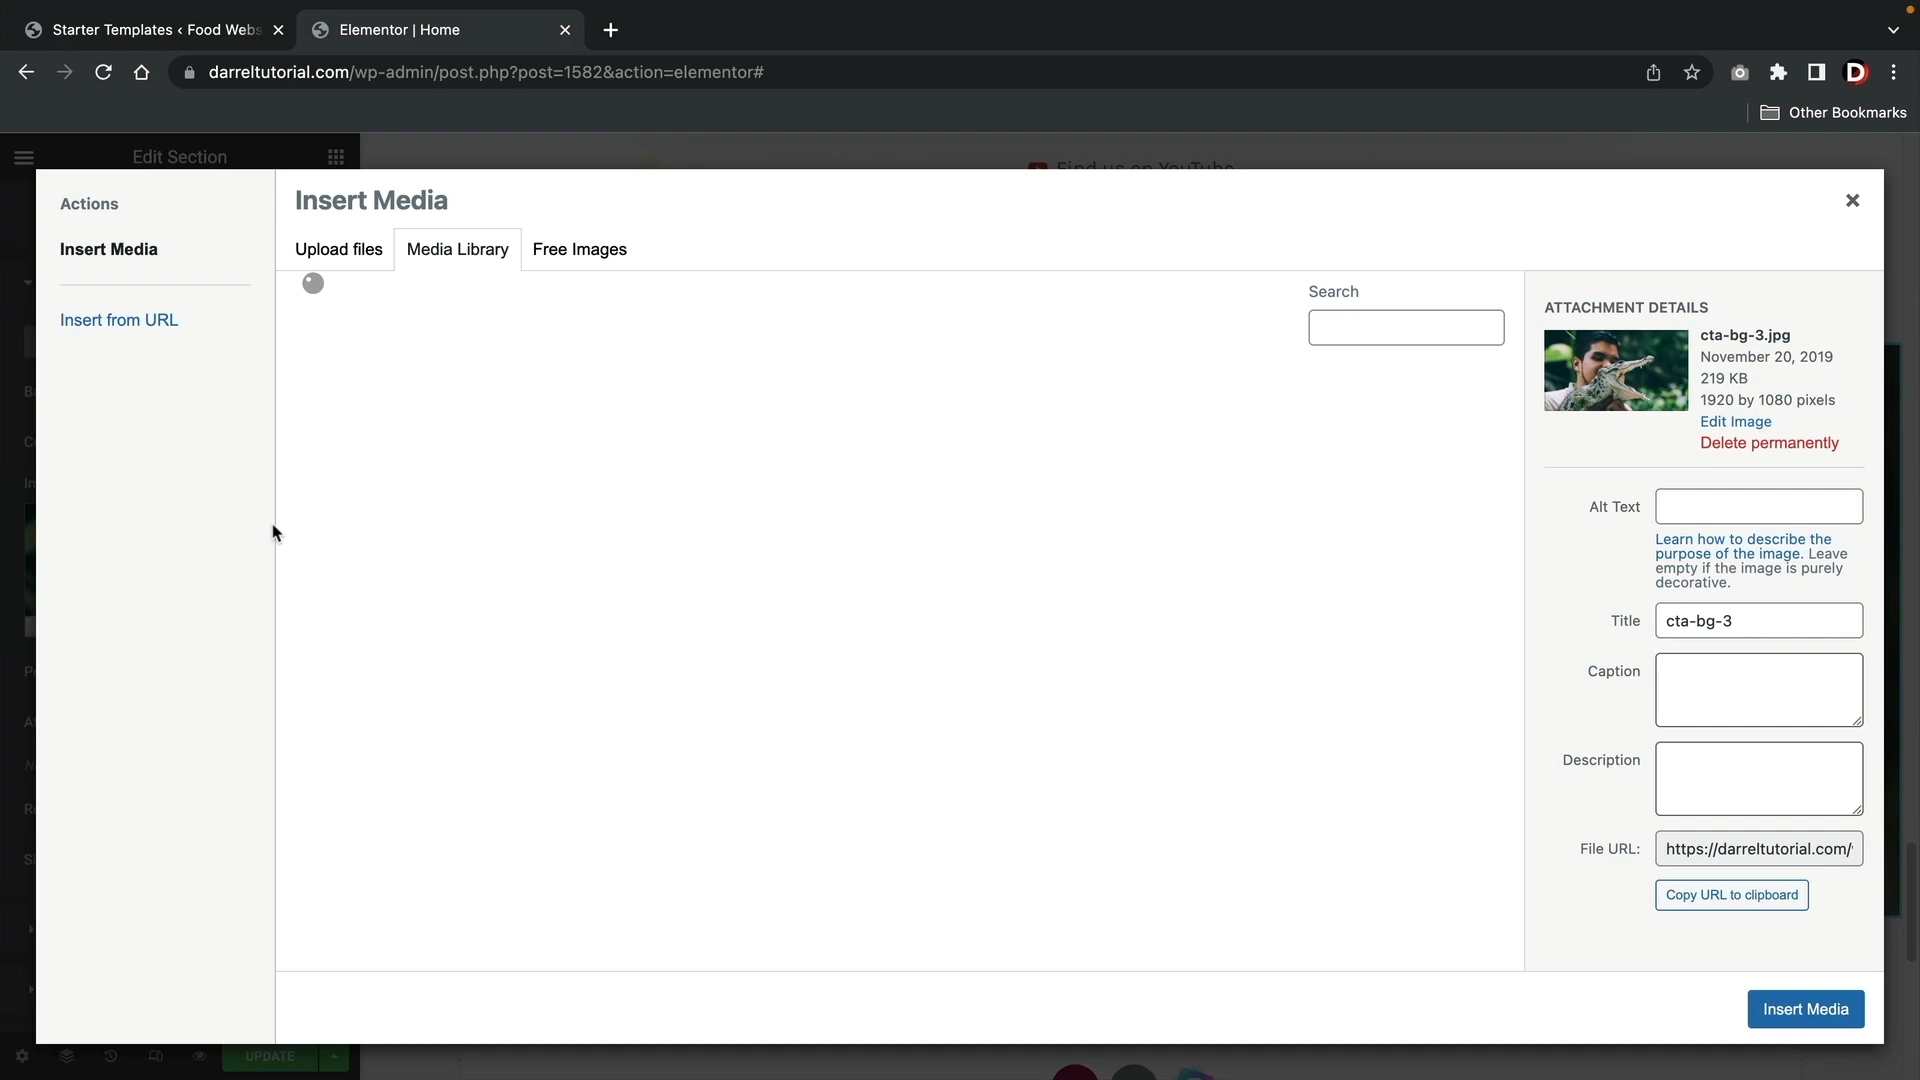 Starter Templates ‹ Food Webs
Elementor | Home
darreltutorial.com/wp-admin/post.php?post=1582&action=elementor#
Other Bookmarks
Edit Section
Find us on YouTube
Actions
Insert Media
Insert from URL
Insert Media
Upload files
Media Library
Free Images
Search
ATTACHMENT DETAILS
cta-bg-3.jpg
November 20, 2019
219 KB
1920 by 1080 pixels
Edit Image
Delete permanently
Alt Text
Learn how to describe the
purpose of the image. Leave
empty if the image is purely
decorative.
Title
cta-bg-3
Caption
Description
File URL:
https://darreltutorial.com/
Copy URL to clipboard
Insert Media
UPDATE